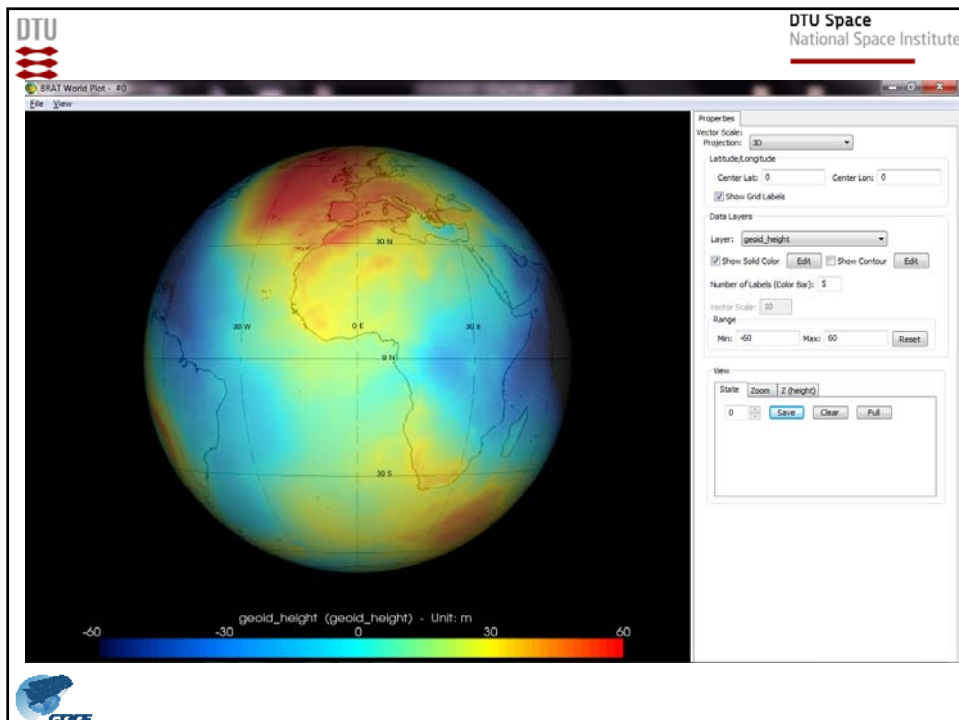 DTU
DTU Space
National Space Institute
BRAT World Plot - #0
File View
Properties
Vector Scale:
Projection: 3D
Latitude/Longitude
Center Lat: 0 Center Lon: 0
Show Grid Labels
Data Layers
Layer: geoid_height
Show Solid Color Edit Show Contour Edit
Number of Labels (Color Bar): 5
Vector Scale: 10
Range
Min: -60 Max: 60 Reset
View
State Zoom Z (height)
0 Save Clear Full
30 N
30 W 0 E 30 E
0 N
30 S
geoid_height (geoid_height) - Unit: m
-60 -30 0 30 60
GOCE